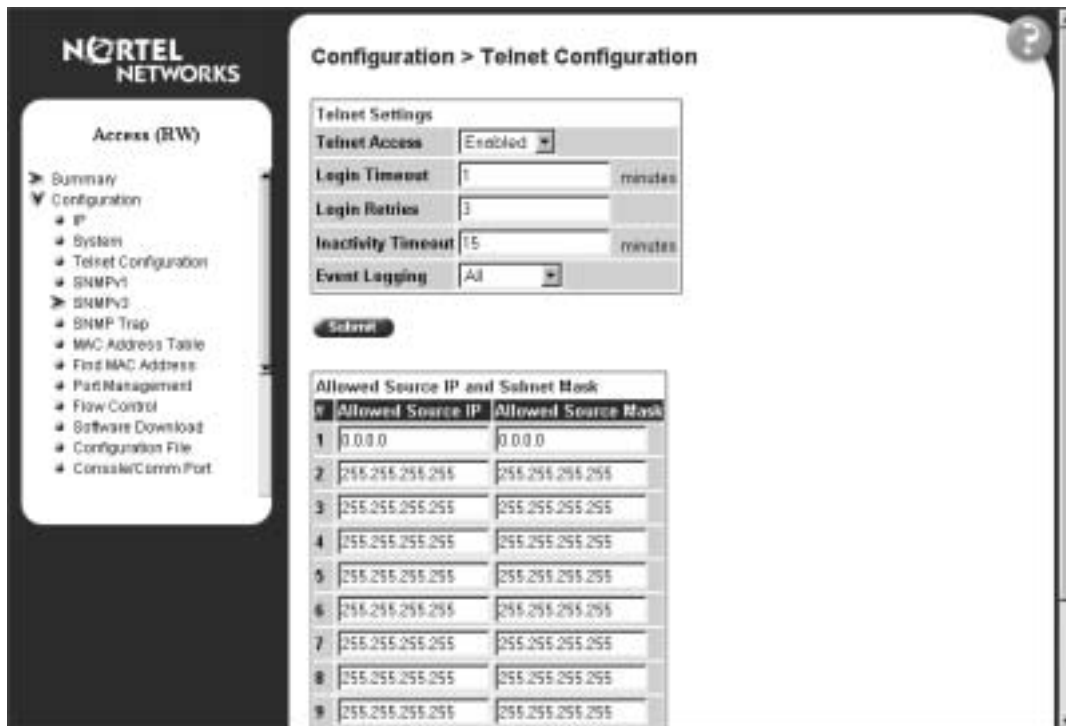 NORTEL
NETWORKS
Access (RW)
Summary
Configuration
IP
System
Telnet Configuration
SNMPv1
SNMPv3
SNMP Trap
MAC Address Table
Find MAC Address
Port Management
Flow Control
Software Download
Configuration File
Console/Comm Port
?
Configuration > Telnet Configuration
Telnet Settings
Telnet Access Enabled
Login Timeout 1 minutes
Login Retries 3
Inactivity Timeout 15 minutes
Event Logging All
Submit
Allowed Source IP and Subnet Mask
# Allowed Source IP Allowed Source Mask
1 0.0.0.0 0.0.0.0
2 255.255.255.255 255.255.255.255
3 255.255.255.255 255.255.255.255
4 255.255.255.255 255.255.255.255
5 255.255.255.255 255.255.255.255
6 255.255.255.255 255.255.255.255
7 255.255.255.255 255.255.255.255
8 255.255.255.255 255.255.255.255
9 255.255.255.255 255.255.255.255